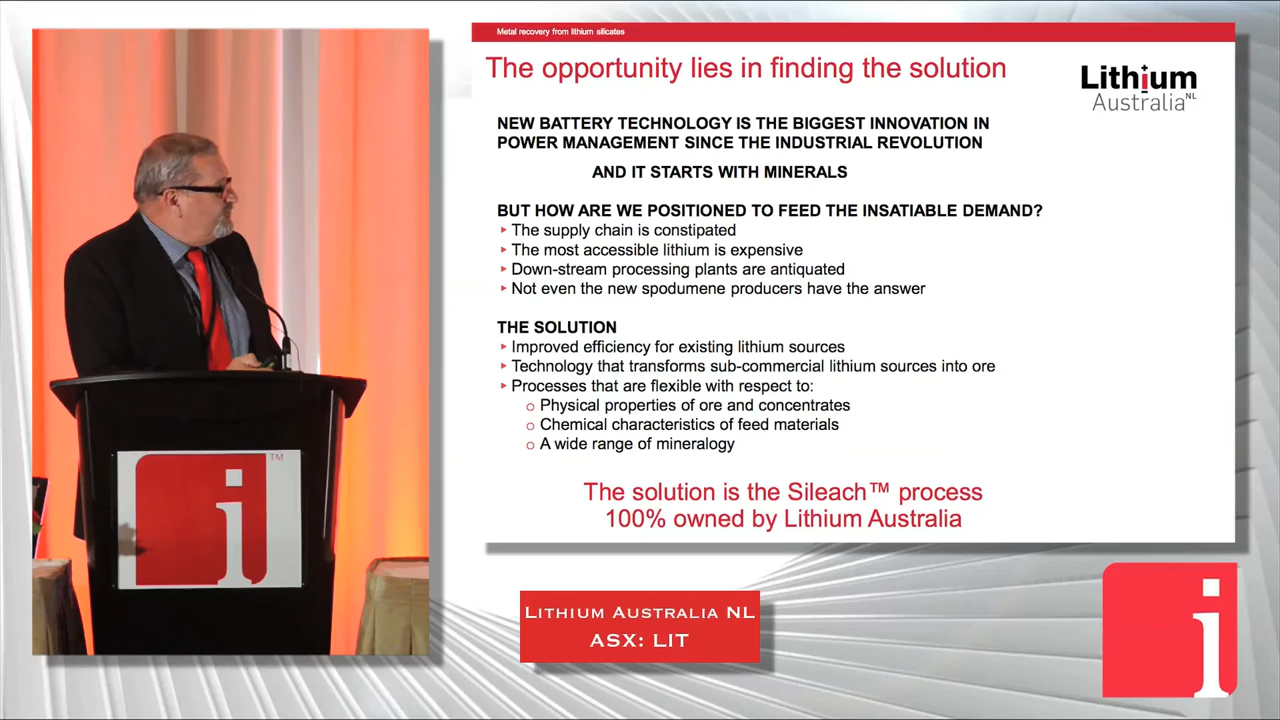 Metal recovery from lithium silicates
The opportunity lies in finding the solution
Lithium
Australia NL
NEW BATTERY TECHNOLOGY IS THE BIGGEST INNOVATION IN
POWER MANAGEMENT SINCE THE INDUSTRIAL REVOLUTION
AND IT STARTS WITH MINERALS
BUT HOW ARE WE POSITIONED TO FEED THE INSATIABLE DEMAND?
The supply chain is constipated
The most accessible lithium is expensive
Down-stream processing plants are antiquated
Not even the new spodumene producers have the answer
THE SOLUTION
Improved efficiency for existing lithium sources
Technology that transforms sub-commercial lithium sources into ore
Processes that are flexible with respect to:
Physical properties of ore and concentrates
Chemical characteristics of feed materials
A wide range of mineralogy
The solution is the Sileach™ process
100% owned by Lithium Australia
i
TM
LITHIUM AUSTRALIA NL
ASX: LIT
i